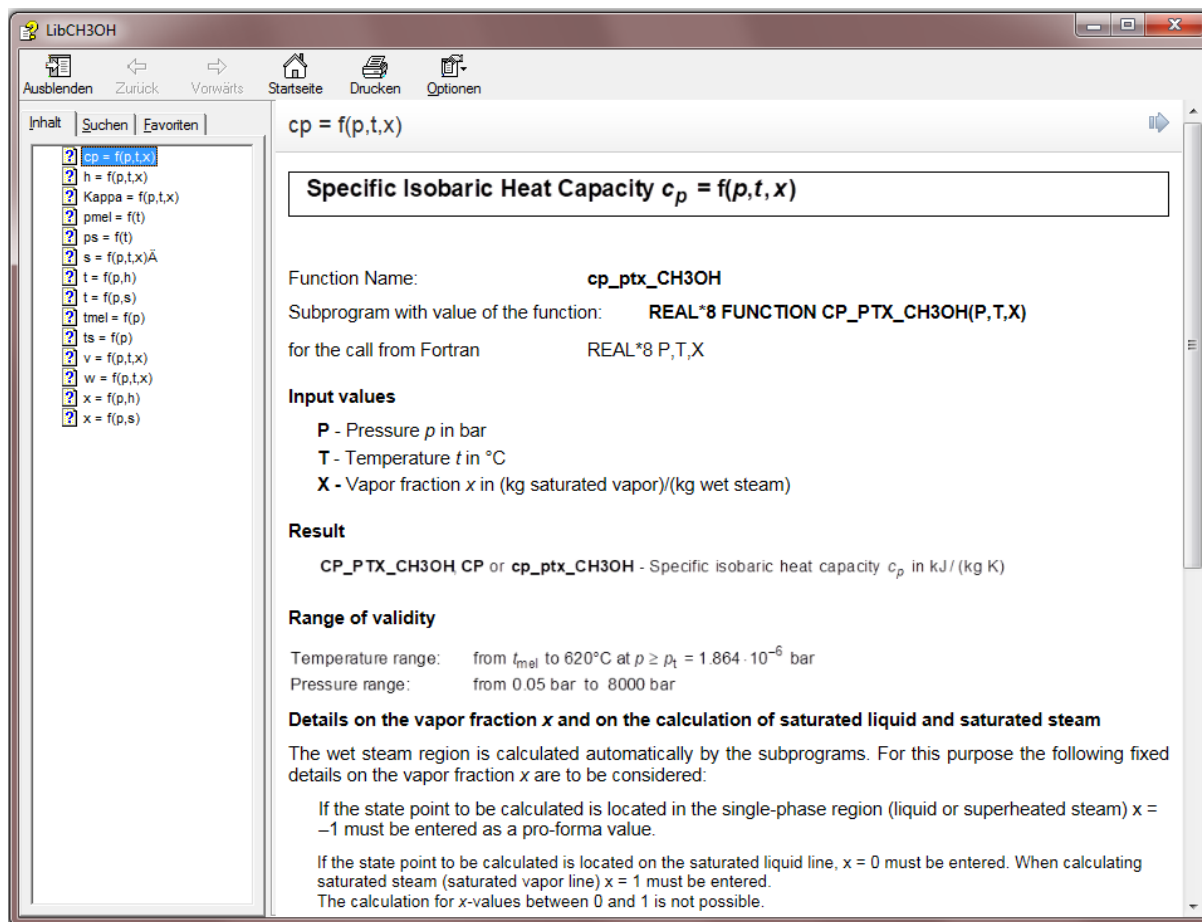 LibCH3OH
Ausblenden Zurück Vorwärts Startseite Drucken Optionen
Inhalt Suchen Favoriten
cp = f(p,t,x)
h = f(p,t,x)
Kappa = f(p,t,x)
pmel = f(t)
ps = f(t)
s = f(p,t,x)Ä
t = f(p,h)
t = f(p,s)
tmel = f(p)
ts = f(p)
v = f(p,t,x)
w = f(p,t,x)
x = f(p,h)
x = f(p,s)
cp = f(p,t,x)
Specific Isobaric Heat Capacity cp = f(p,t,x)
Function Name: cp_ptx_CH3OH
Subprogram with value of the function: REAL*8 FUNCTION CP_PTX_CH3OH(P,T,X)
for the call from Fortran REAL*8 P,T,X
Input values
P - Pressure p in bar
T - Temperature t in °C
X - Vapor fraction x in (kg saturated vapor)/(kg wet steam)
Result
CP_PTX_CH3OH, CP or cp_ptx_CH3OH - Specific isobaric heat capacity cp in kJ/(kg K)
Range of validity
Temperature range: from tmel to 620°C at p ≥ pt = 1.864 · 10⁻⁶ bar
Pressure range: from 0.05 bar to 8000 bar
Details on the vapor fraction x and on the calculation of saturated liquid and saturated steam
The wet steam region is calculated automatically by the subprograms. For this purpose the following fixed
details on the vapor fraction x are to be considered:
If the state point to be calculated is located in the single-phase region (liquid or superheated steam) x =
–1 must be entered as a pro-forma value.
If the state point to be calculated is located on the saturated liquid line, x = 0 must be entered. When calculating
saturated steam (saturated vapor line) x = 1 must be entered.
The calculation for x-values between 0 and 1 is not possible.